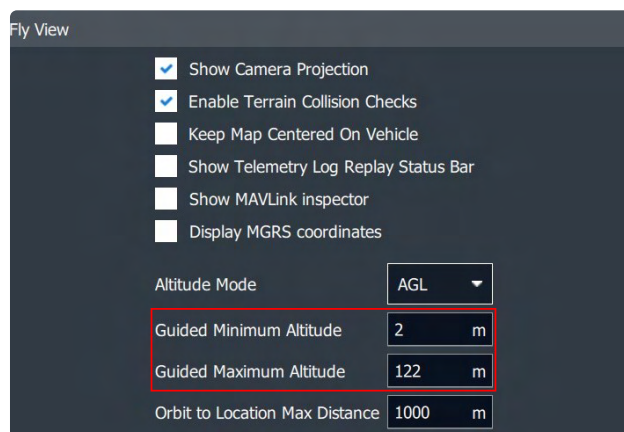 Fly View
Show Camera Projection
Enable Terrain Collision Checks
Keep Map Centered On Vehicle
Show Telemetry Log Replay Status Bar
Show MAVLink inspector
Display MGRS coordinates
Altitude Mode AGL
Guided Minimum Altitude 2 m
Guided Maximum Altitude 122 m
Orbit to Location Max Distance 1000 m